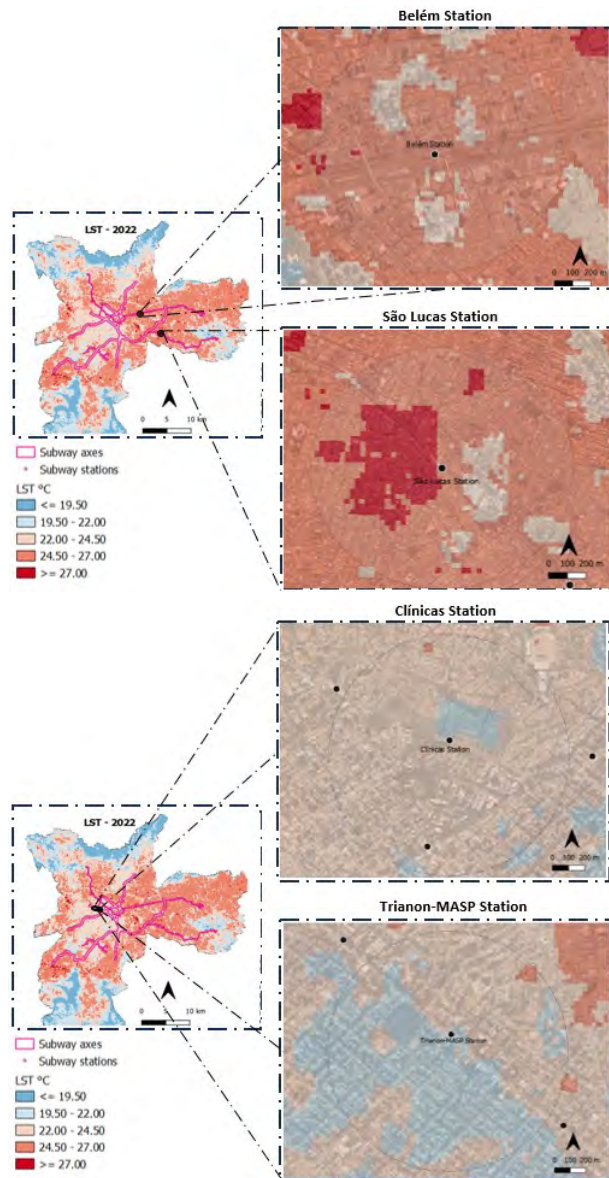 Belém Station
Belém Station
0 100 200 m
LST - 2022
0 5 10 km
Subway axes
Subway stations
LST °C
<= 19.50
19.50 - 22.00
22.00 - 24.50
24.50 - 27.00
>= 27.00
São Lucas Station
São Lucas Station
0 100 200 m
Clínicas Station
Clínicas Station
0 100 200 m
LST - 2022
0 5 10 km
Subway axes
Subway stations
LST °C
<= 19.50
19.50 - 22.00
22.00 - 24.50
24.50 - 27.00
>= 27.00
Trianon-MASP Station
Trianon-MASP Station
0 100 200 m